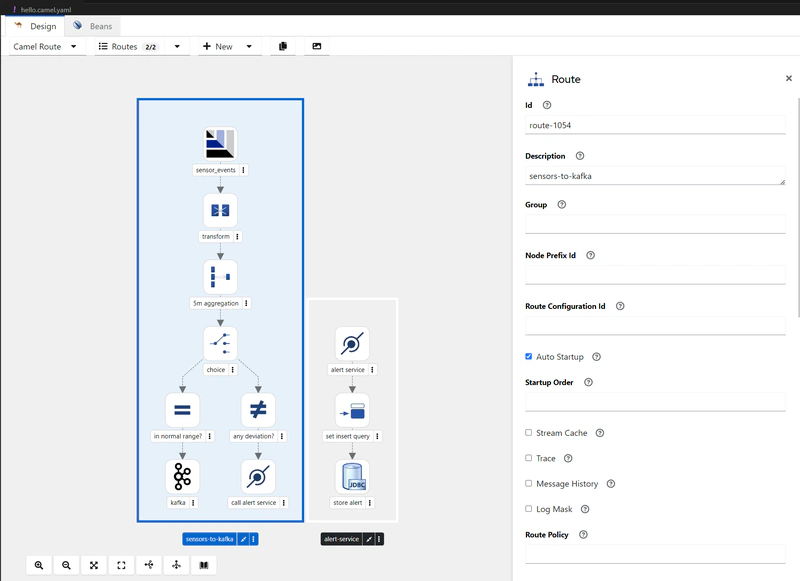 ! hello.camel.yaml
Design
Beans
Camel Route
Routes 2/2
New
sensor_events
transform
5m aggregation
choice
in normal range?
any deviation?
kafka
call alert service
sensors-to-kafka
alert service
set insert query
JDBC
store alert
alert-service
Route
Id
route-1054
Description
sensors-to-kafka
Group
Node Prefix Id
Route Configuration Id
Auto Startup
Startup Order
Stream Cache
Trace
Message History
Log Mask
Route Policy